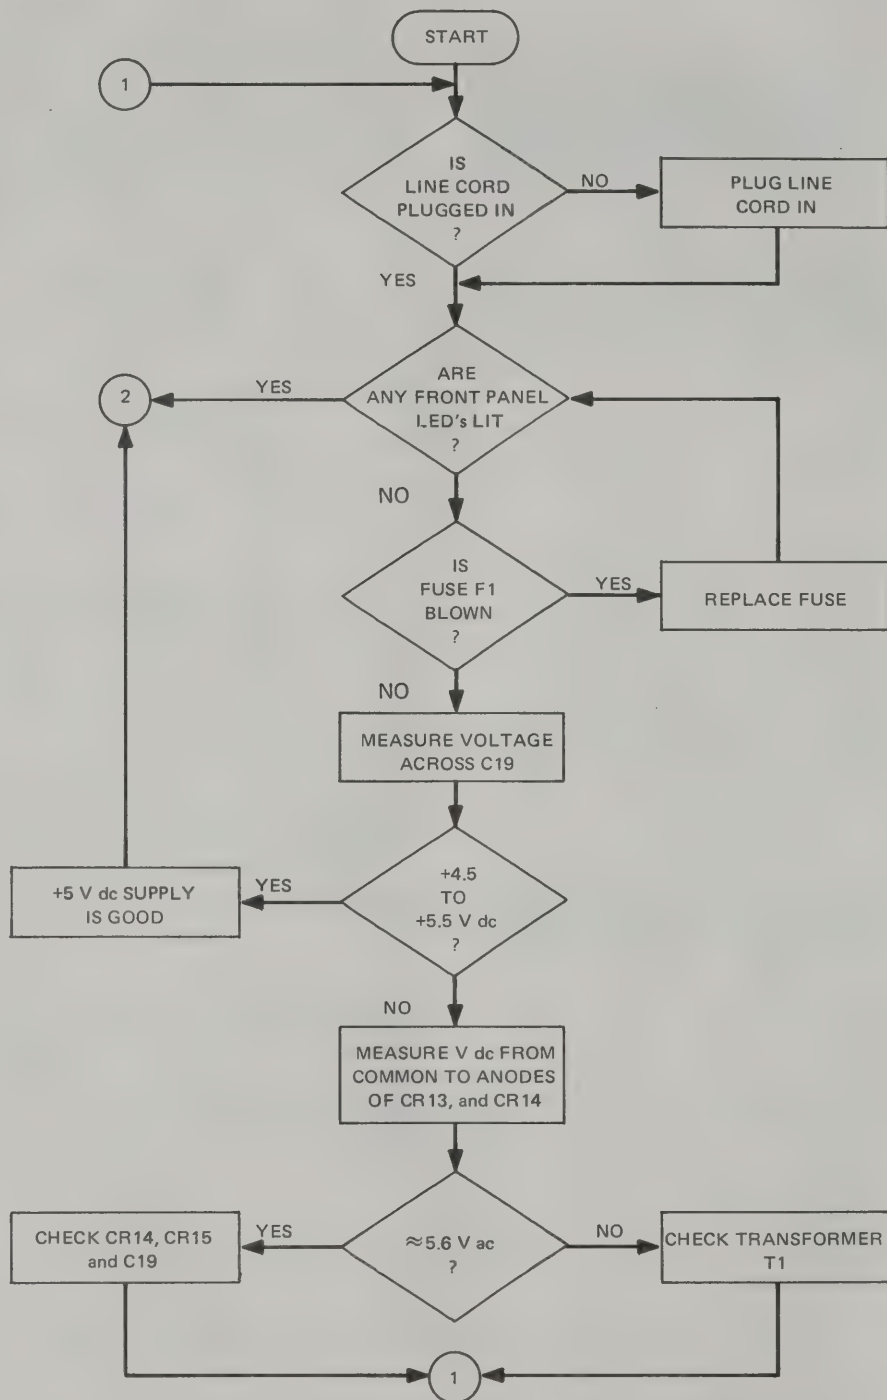 START
1
IS
LINE CORD
PLUGGED IN
?
NO
PLUG LINE
CORD IN
YES
ARE
ANY FRONT PANEL
LED's LIT
?
YES
2
NO
IS
FUSE F1
BLOWN
?
YES
REPLACE FUSE
NO
MEASURE VOLTAGE
ACROSS C19
+4.5
TO
+5.5 V dc
?
YES
+5 V dc SUPPLY
IS GOOD
NO
MEASURE V dc FROM
COMMON TO ANODES
OF CR13, and CR14
≈5.6 V ac
?
YES
CHECK CR14, CR15
and C19
NO
CHECK TRANSFORMER
T1
1